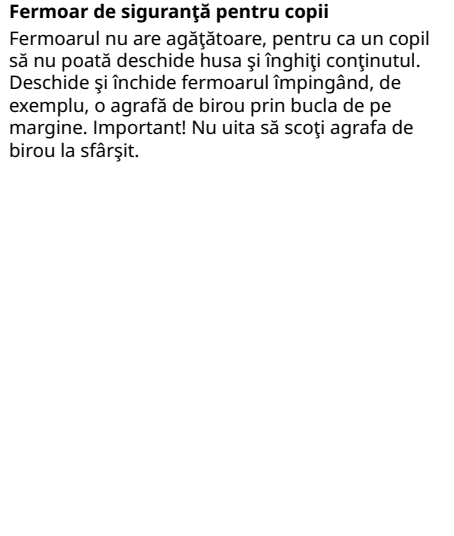 Fermoar de siguranţă pentru copii
Fermoarul nu are agăţătoare, pentru ca un copil
să nu poată deschide husa şi înghiţi conţinutul.
Deschide şi închide fermoarul împingând, de
exemplu, o agrafă de birou prin bucla de pe
margine. Important! Nu uita să scoţi agrafa de
birou la sfârşit.